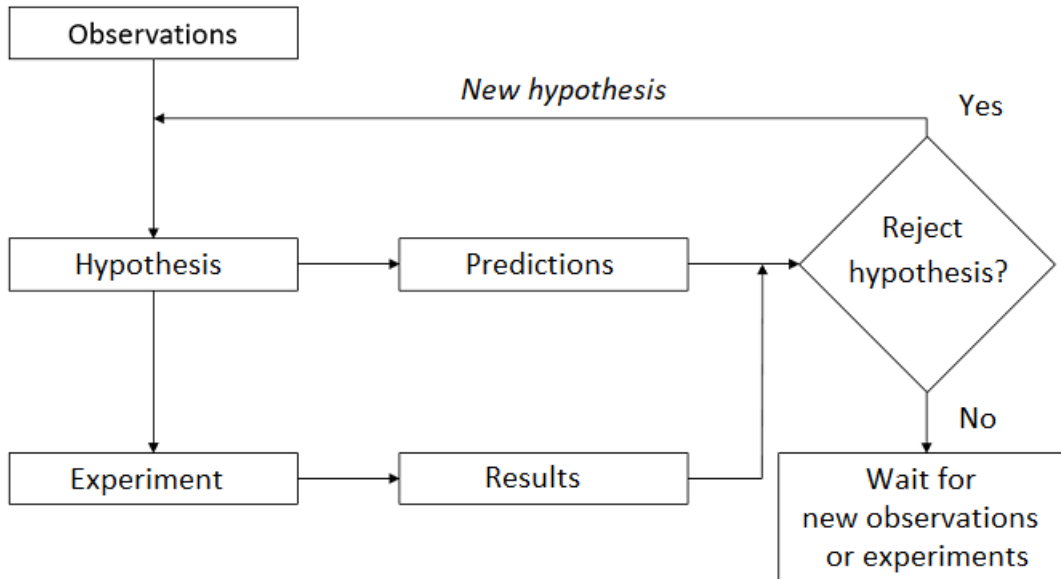 Observations
New hypothesis
Yes
Reject
hypothesis?
Hypothesis
Predictions
No
Experiment
Results
Wait for
new observations
or experiments